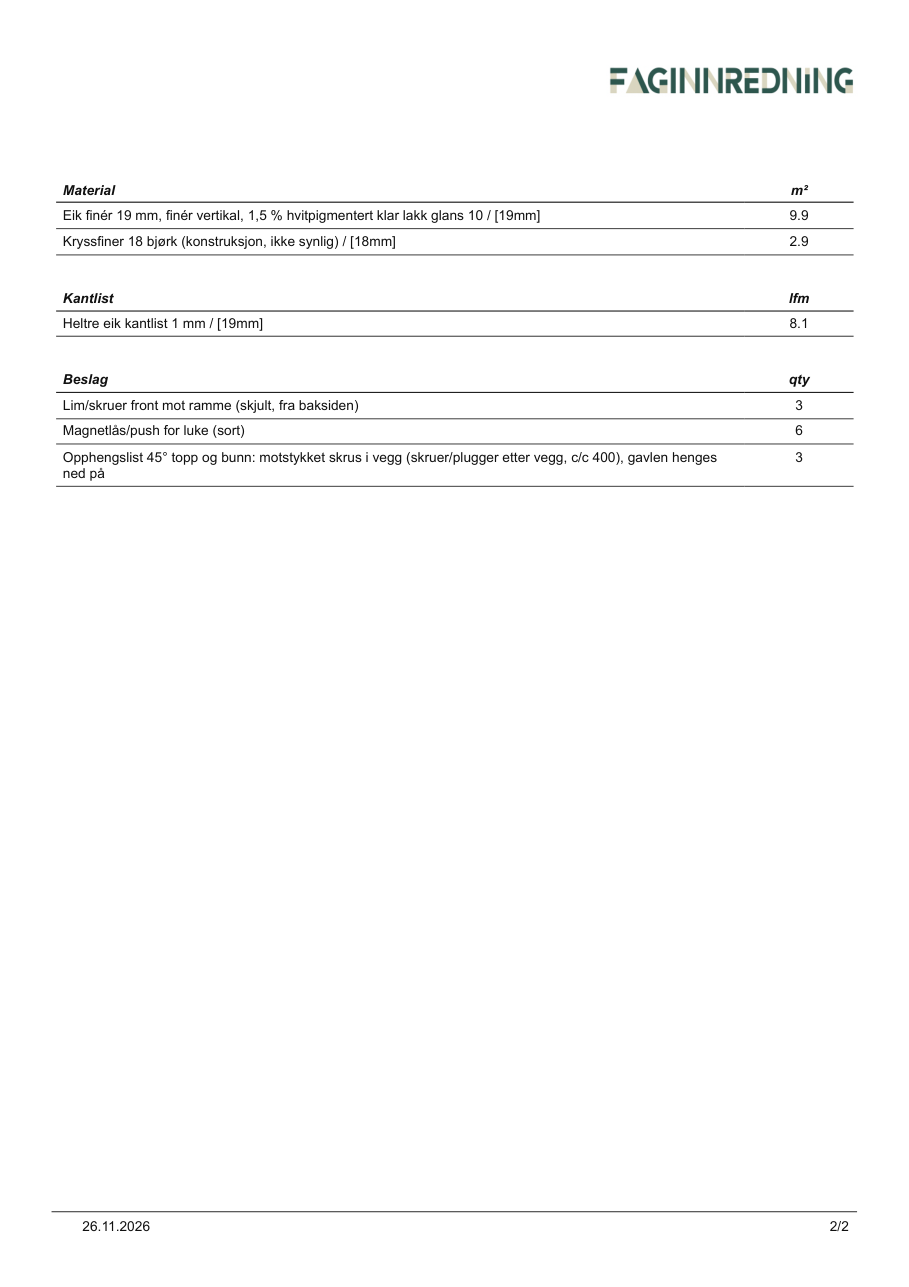 FAGINNREDNING
Material m²
Eik finér 19 mm, finér vertikal, 1,5 % hvitpigmentert klar lakk glans 10 / [19mm] 9.9
Kryssfiner 18 bjørk (konstruksjon, ikke synlig) / [18mm] 2.9
Kantlist lfm
Heltre eik kantlist 1 mm / [19mm] 8.1
Beslag qty
Lim/skruer front mot ramme (skjult, fra baksiden) 3
Magnetlås/push for luke (sort) 6
Opphengslist 45° topp og bunn: motstykket skrus i vegg (skruer/plugger etter vegg, c/c 400), gavlen henges 3
ned på
26.11.2026 2/2